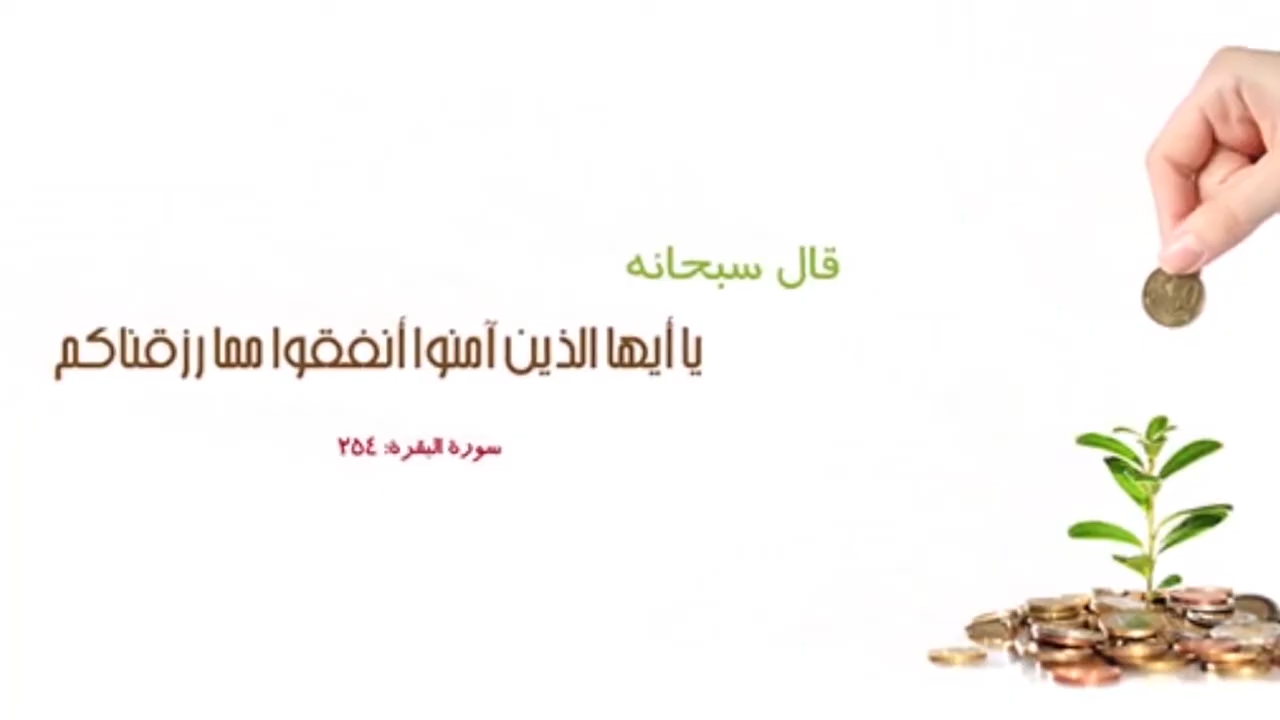 قال سبحانه
يا أيها الذين آمنوا أنفقوا مما رزقناكم
سورة البقرة: ٢٥٤